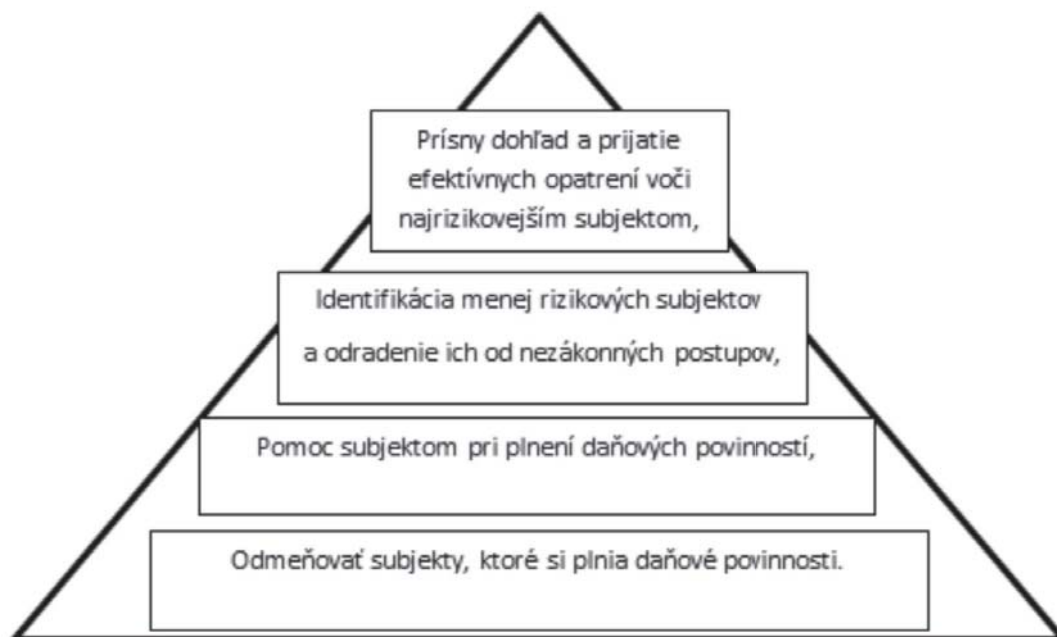 Prísny dohľad a prijatie
efektívnych opatrení voči
najrizikovejším subjektom,
Identifikácia menej rizikových subjektov
a odradenie ich od nezákonných postupov,
Pomoc subjektom pri plnení daňových povinností,
Odmeňovať subjekty, ktoré si plnia daňové povinnosti.